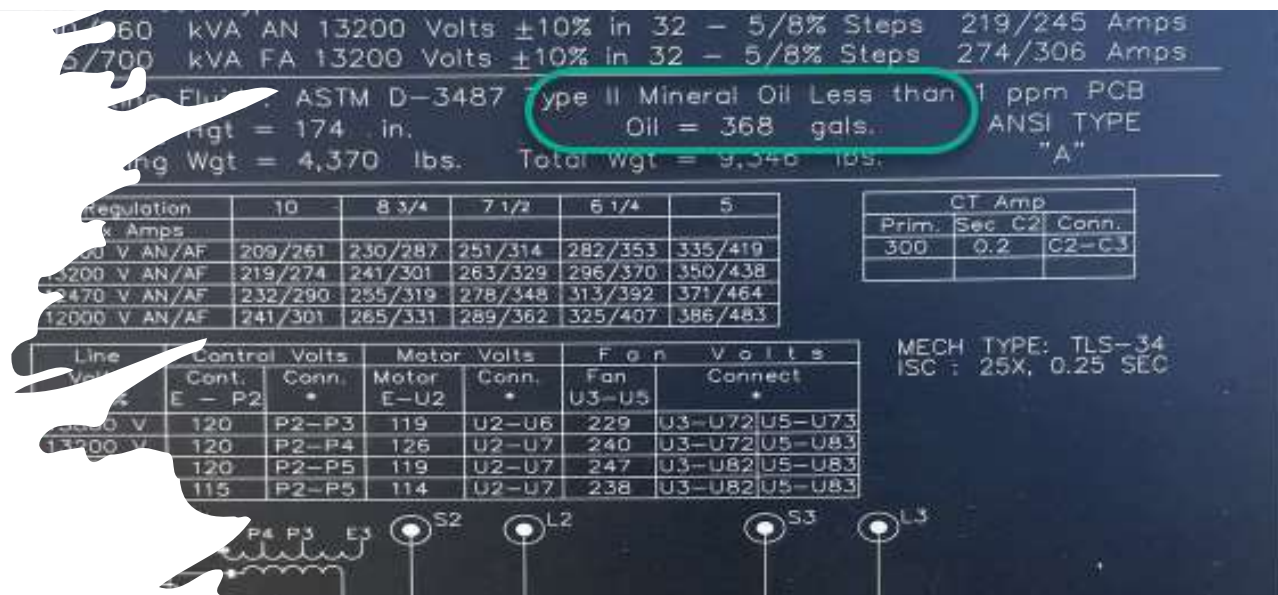 /560 kVA AN 13200 Volts ±10% in 32 – 5/8% Steps 219/245 Amps
/700 kVA FA 13200 Volts ±10% in 32 – 5/8% Steps 274/306 Amps
ing Fluid : ASTM D–3487 Type II Mineral Oil Less than 1 ppm PCB
Hgt = 174 in. Oil = 368 gals. ANSI TYPE
ing Wgt = 4,370 lbs. Total Wgt = 9,346 lbs. "A"
Regulation 10 8 3/4 7 1/2 6 1/4 5
Amps
V AN/AF 209/261 230/287 251/314 282/353 335/419
13200 V AN/AF 219/274 241/301 263/329 296/370 350/438
12470 V AN/AF 232/290 255/319 278/348 313/392 371/464
12000 V AN/AF 241/301 265/331 289/362 325/407 386/483
CT Amp
Prim. Sec C2 Conn.
300 0.2 C2–C3
Line Control Volts Motor Volts Fan Volts
Cont. Conn. Motor Conn. Fan Connect
E – P2 * E–U2 * U3–U5 *
V 120 P2–P3 119 U2–U6 229 U3–U72 U5–U73
13200 V 120 P2–P4 126 U2–U7 240 U3–U72 U5–U83
120 P2–P5 119 U2–U7 247 U3–U82 U5–U83
115 P2–P5 114 U2–U7 238 U3–U82 U5–U83
MECH TYPE: TLS–34
ISC : 25X, 0.25 SEC
P4 P3 E3 S2 L2 S3 L3